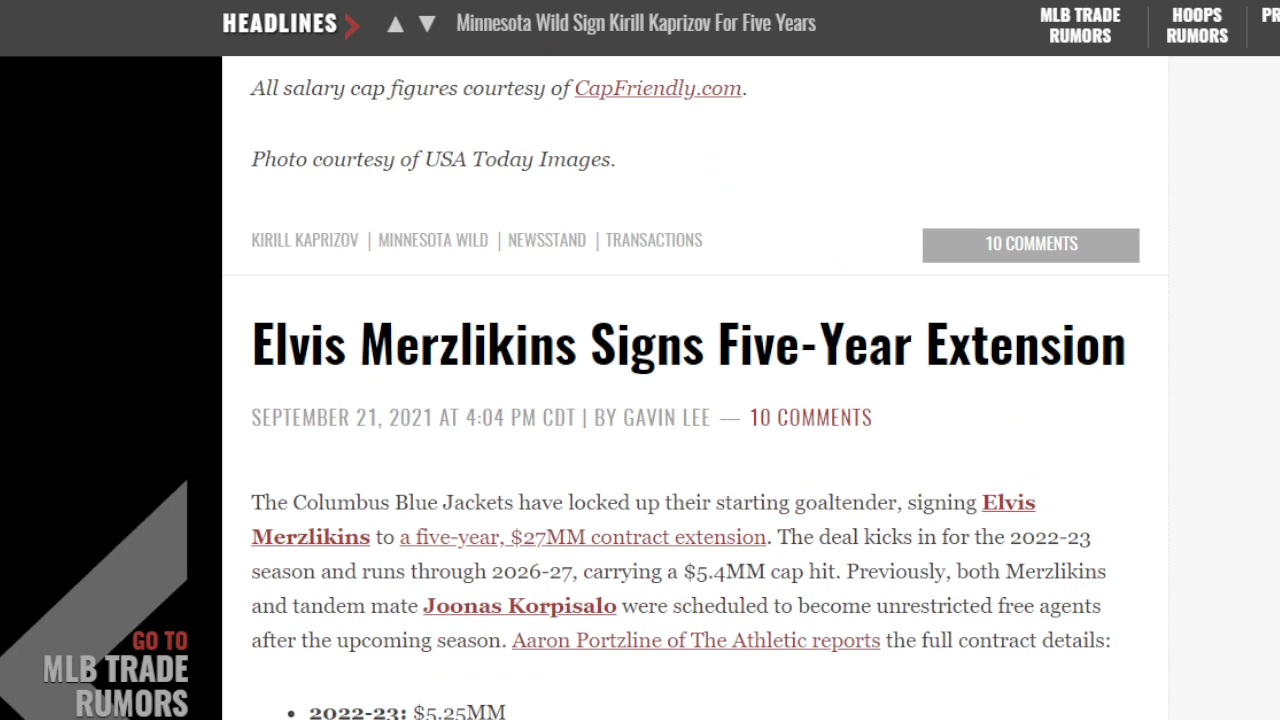 HEADLINES
▲ ▼ Minnesota Wild Sign Kirill Kaprizov For Five Years
MLB TRADE
RUMORS
HOOPS
RUMORS
All salary cap figures courtesy of CapFriendly.com.
Photo courtesy of USA Today Images.
KIRILL KAPRIZOV | MINNESOTA WILD | NEWSSTAND | TRANSACTIONS
10 COMMENTS
Elvis Merzlikins Signs Five-Year Extension
SEPTEMBER 21, 2021 AT 4:04 PM CDT | BY GAVIN LEE — 10 COMMENTS
The Columbus Blue Jackets have locked up their starting goaltender, signing Elvis
Merzlikins to a five-year, $27MM contract extension. The deal kicks in for the 2022-23
season and runs through 2026-27, carrying a $5.4MM cap hit. Previously, both Merzlikins
and tandem mate Joonas Korpisalo were scheduled to become unrestricted free agents
after the upcoming season. Aaron Portzline of The Athletic reports the full contract details:
• 2022-23: $5.25MM
GO TO
MLB TRADE
RUMORS